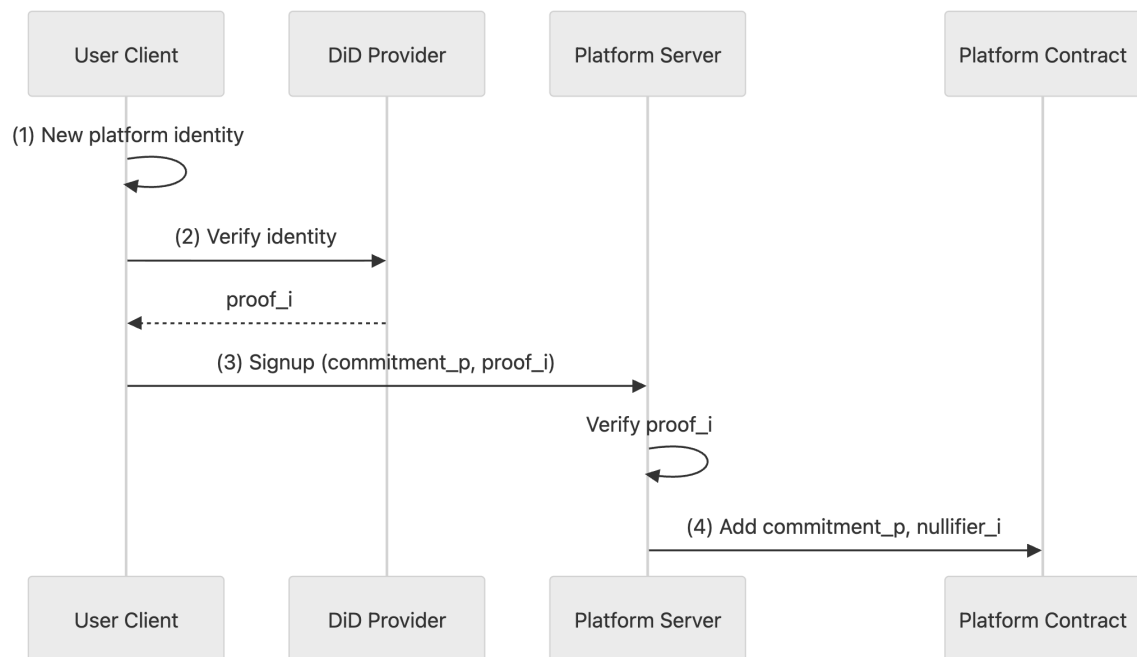 User Client
DiD Provider
Platform Server
Platform Contract
(1) New platform identity
(2) Verify identity
proof_i
(3) Signup (commitment_p, proof_i)
Verify proof_i
(4) Add commitment_p, nullifier_i
User Client
DiD Provider
Platform Server
Platform Contract